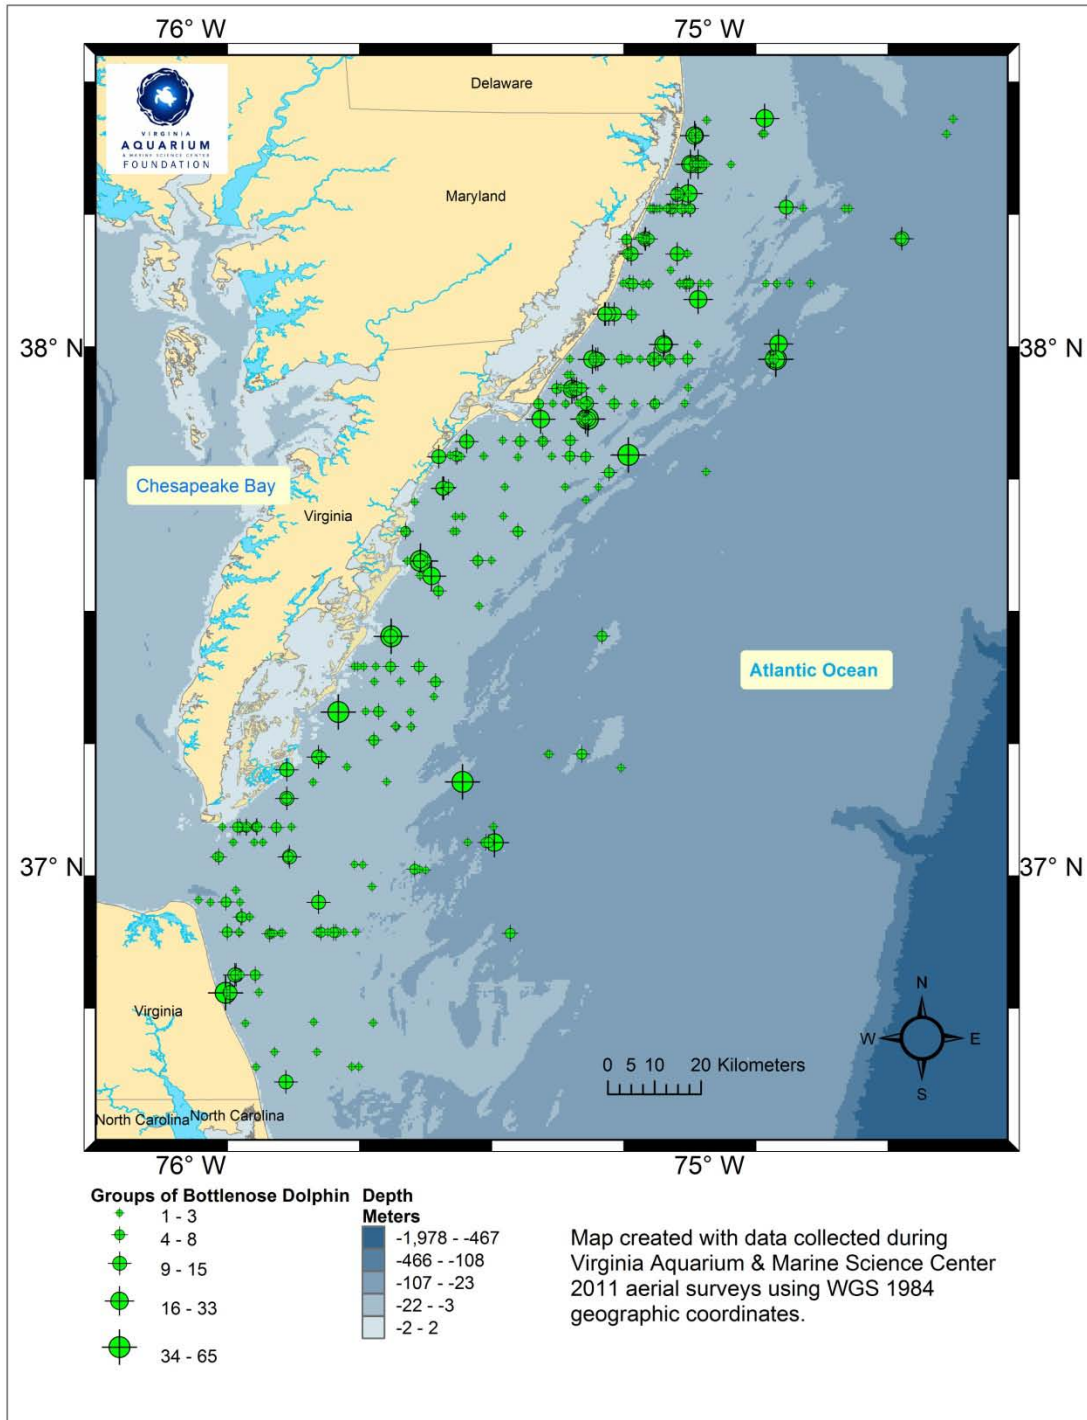 76° W
75° W
Delaware
VIRGINIA
AQUARIUM
& MARINE SCIENCE CENTER
FOUNDATION
Maryland
38° N
38° N
Chesapeake Bay
Virginia
Atlantic Ocean
37° N
37° N
N
W
E
S
Virginia
0 5 10 20 Kilometers
North Carolina
North Carolina
76° W
75° W
Groups of Bottlenose Dolphin
1 - 3
4 - 8
9 - 15
16 - 33
34 - 65
Depth
Meters
-1,978 - -467
-466 - -108
-107 - -23
-22 - -3
-2 - 2
Map created with data collected during
Virginia Aquarium & Marine Science Center
2011 aerial surveys using WGS 1984
geographic coordinates.